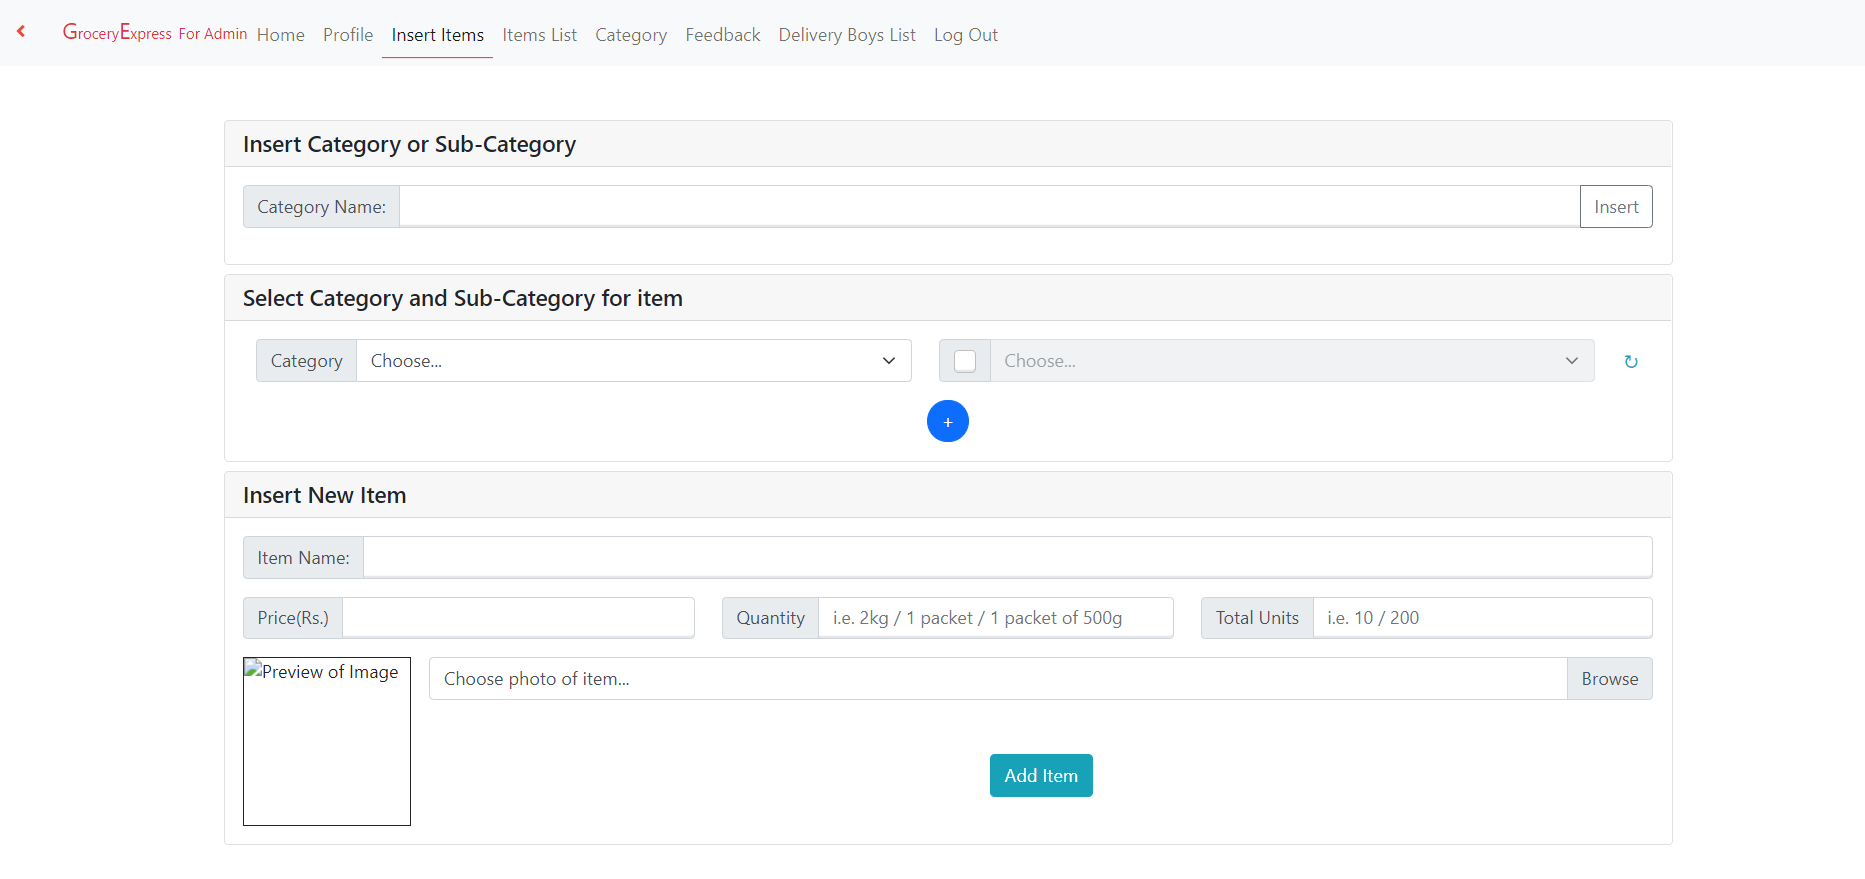 GroceryExpress For Admin Home Profile Insert Items Items List Category Feedback Delivery Boys List Log Out
Insert Category or Sub-Category
Category Name: Insert
Select Category and Sub-Category for item
Category Choose... Choose... ↻
+
Insert New Item
Item Name:
Price(Rs.) Quantity i.e. 2kg / 1 packet / 1 packet of 500g Total Units i.e. 10 / 200
Preview of Image Choose photo of item... Browse
Add Item